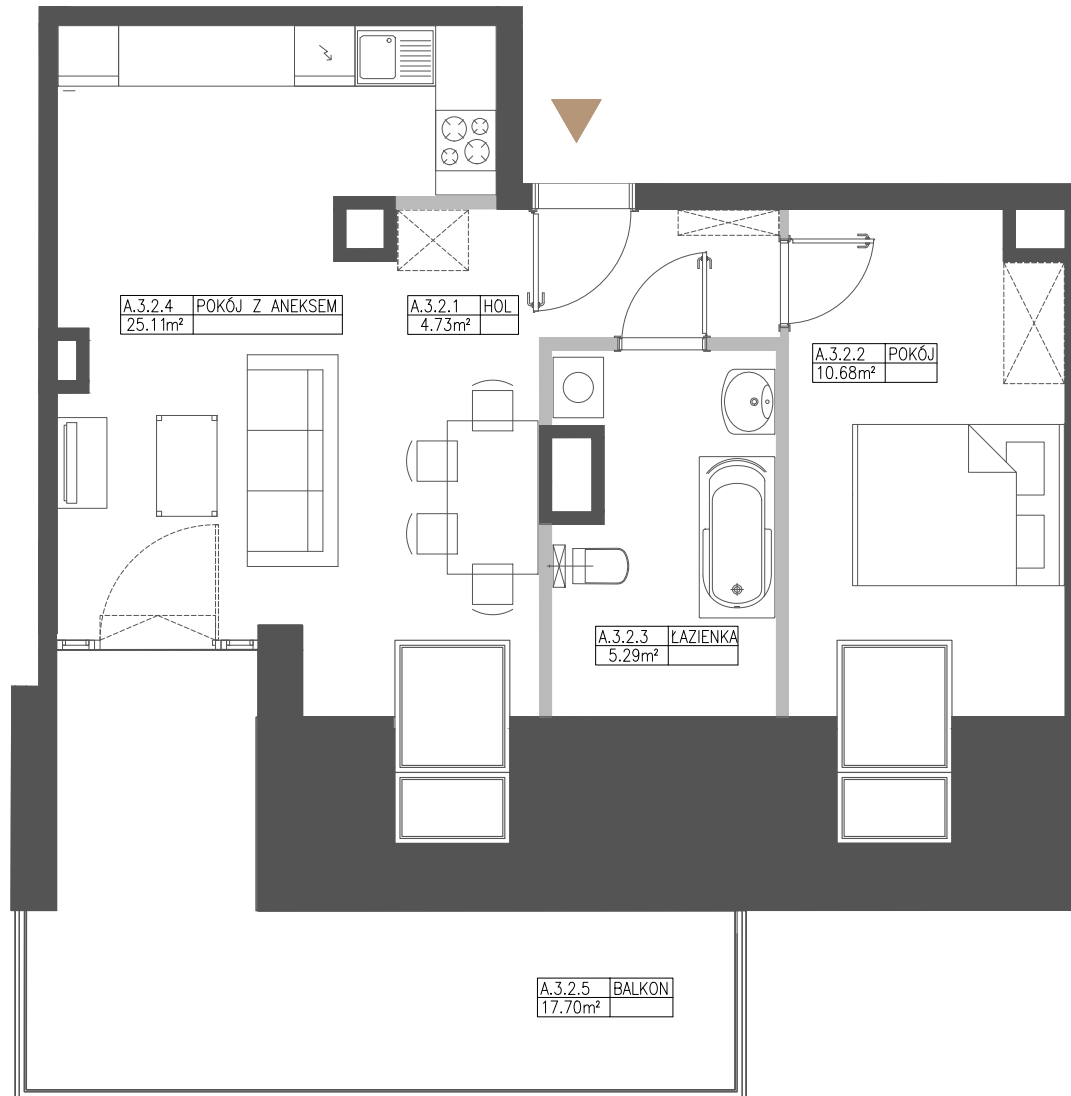 A.3.2.4 POKÓJ Z ANEKSEM
25.11m²
A.3.2.1 HOL
4.73m²
A.3.2.2 POKÓJ
10.68m²
A.3.2.3 ŁAZIENKA
5.29m²
A.3.2.5 BALKON
17.70m²